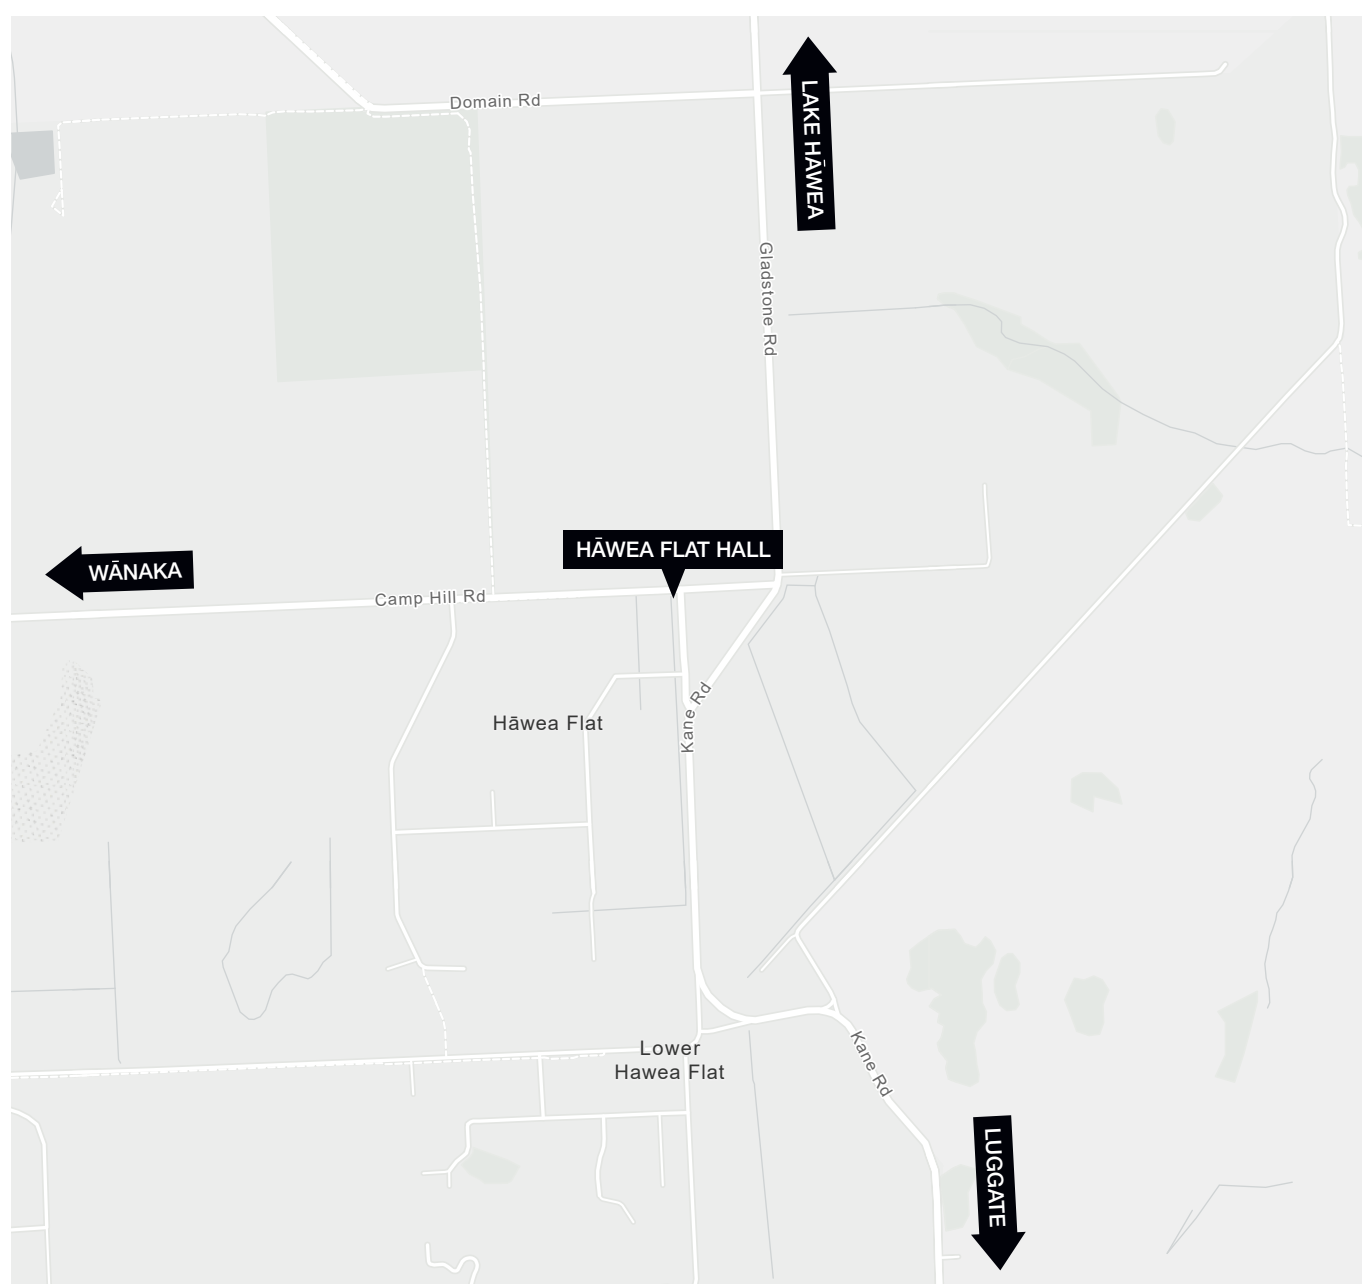 Domain Rd
LAKE HĀWEA
Gladstone Rd
HĀWEA FLAT HALL
WĀNAKA
Camp Hill Rd
Kane Rd
Hāwea Flat
Lower
Hawea Flat
Kane Rd
LUGGATE